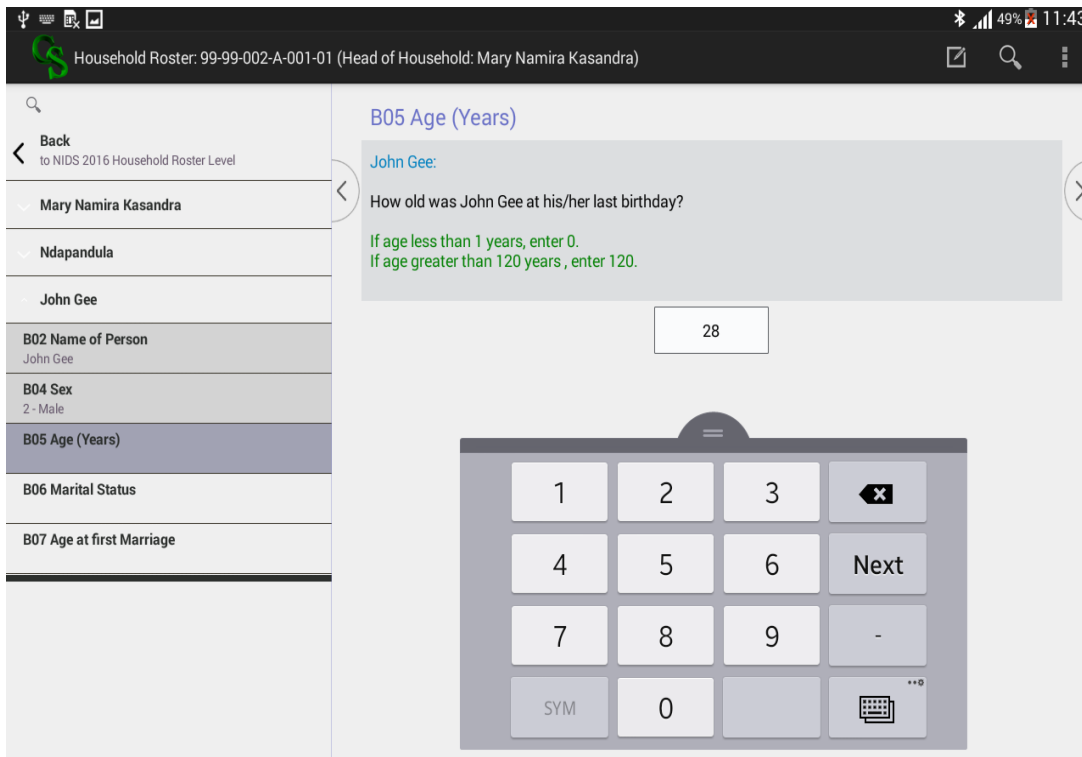 49% 11:43
CS Household Roster: 99-99-002-A-001-01 (Head of Household: Mary Namira Kasandra)
Back
to NIDS 2016 Household Roster Level
Mary Namira Kasandra
Ndapandula
John Gee
B02 Name of Person
John Gee
B04 Sex
2 - Male
B05 Age (Years)
B06 Marital Status
B07 Age at first Marriage
B05 Age (Years)
John Gee:
How old was John Gee at his/her last birthday?
If age less than 1 years, enter 0.
If age greater than 120 years , enter 120.
28
1 2 3
4 5 6 Next
7 8 9 -
SYM 0